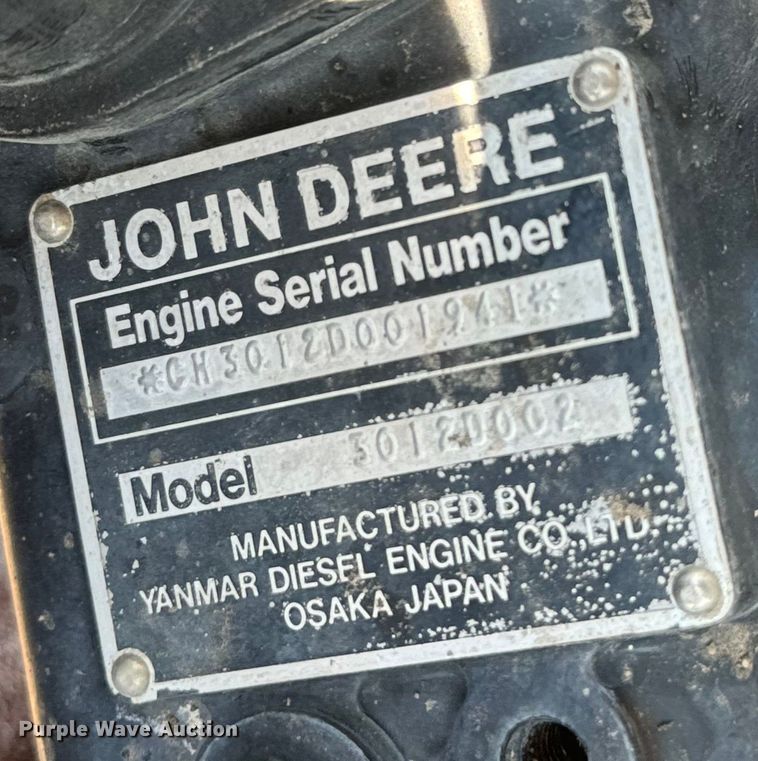 JOHN DEERE
Engine Serial Number
*CH3012D001941*
Model 3012D002
MANUFACTURED BY
YANMAR DIESEL ENGINE CO LTD
OSAKA JAPAN
Purple Wave Auction